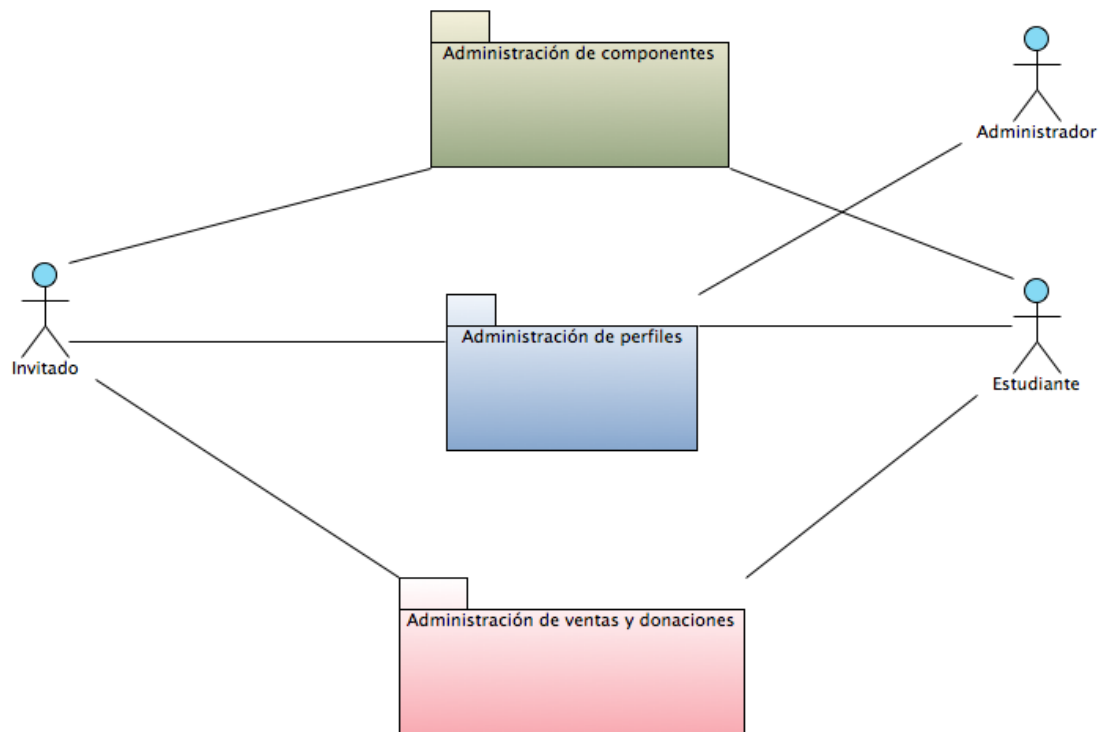 Administración de componentes
Administrador
Invitado
Administración de perfiles
Estudiante
Administración de ventas y donaciones